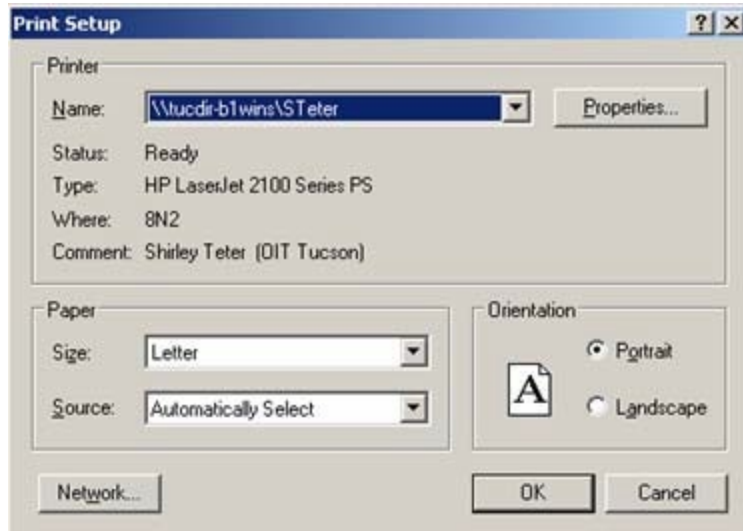 Print Setup
Printer
Name: \\tucdir-b1wins\STeter
Properties...
Status: Ready
Type: HP LaserJet 2100 Series PS
Where: 8N2
Comment: Shirley Teter (OIT Tucson)
Paper
Size: Letter
Source: Automatically Select
Orientation
A
Portrait
Landscape
Network...
OK
Cancel